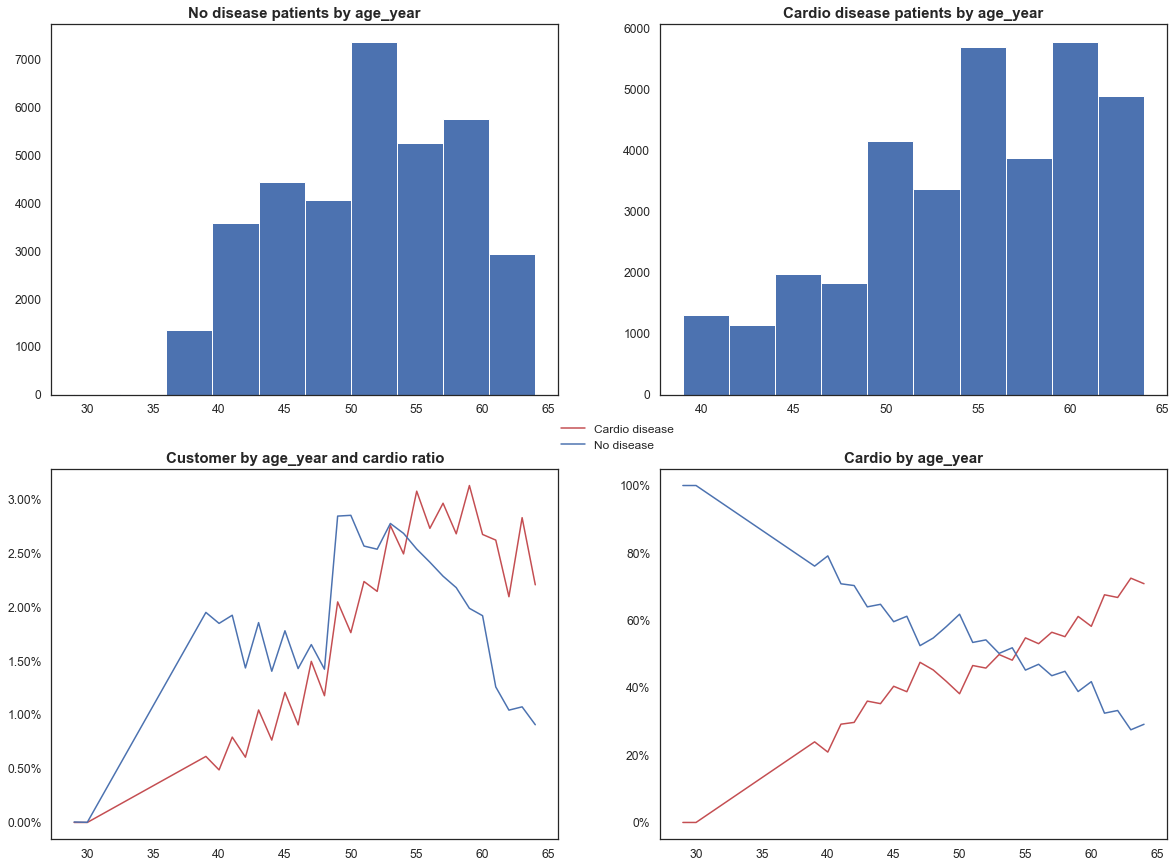 No disease patients by age_year
7000
6000
5000
4000
3000
2000
1000
0
30 35 40 45 50 55 60 65
Cardio disease patients by age_year
6000
5000
4000
3000
2000
1000
0
40 45 50 55 60 65
Cardio disease
No disease
Customer by age_year and cardio ratio
3.00%
2.50%
2.00%
1.50%
1.00%
0.50%
0.00%
30 35 40 45 50 55 60 65
Cardio by age_year
100%
80%
60%
40%
20%
0%
30 35 40 45 50 55 60 65